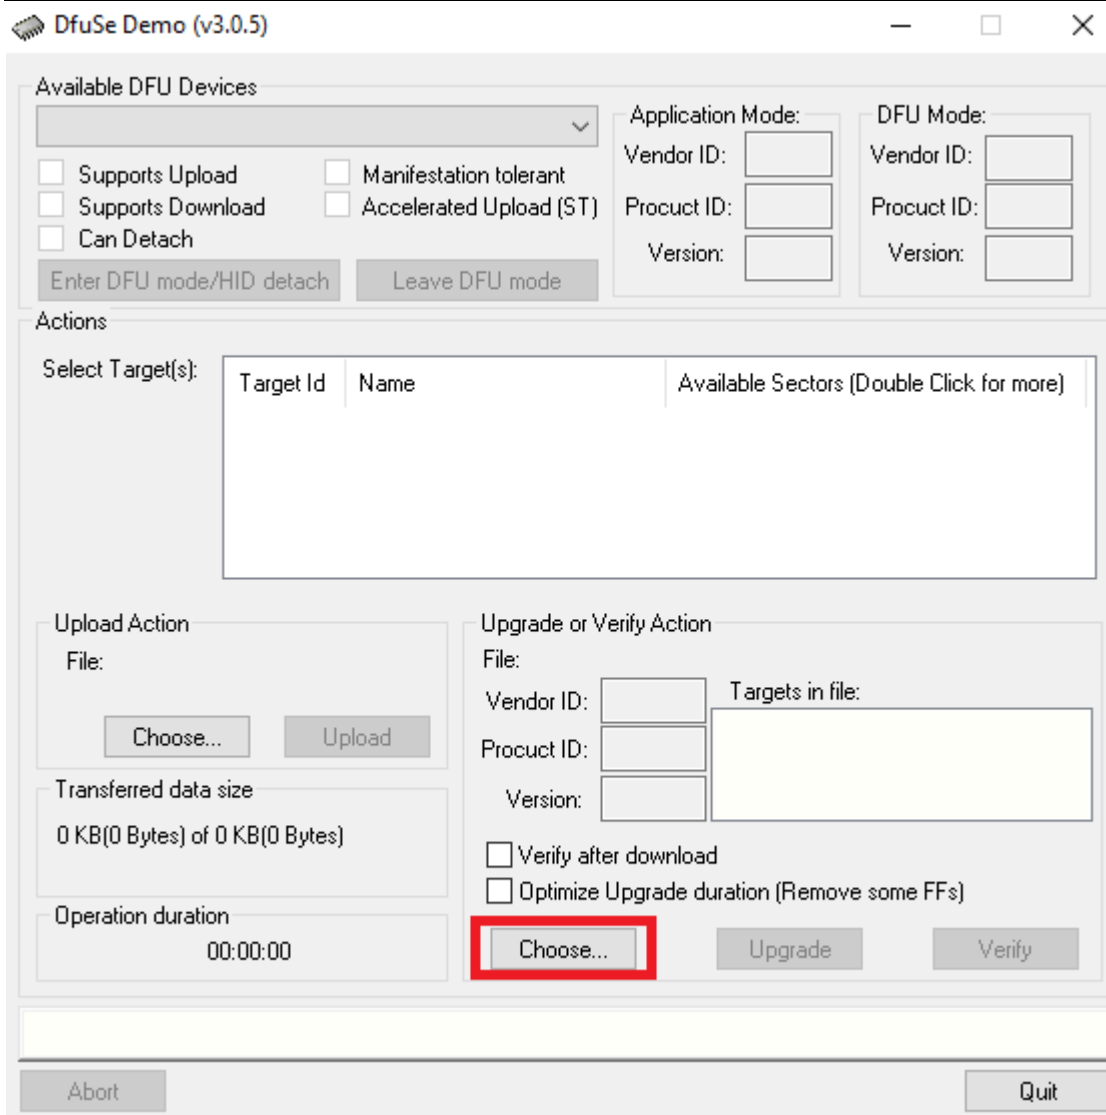 DfuSe Demo (v3.0.5)
Available DFU Devices
Supports Upload
Manifestation tolerant
Supports Download
Accelerated Upload (ST)
Can Detach
Enter DFU mode/HID detach
Leave DFU mode
Application Mode:
Vendor ID:
Procuct ID:
Version:
DFU Mode:
Vendor ID:
Procuct ID:
Version:
Actions
Select Target(s):
Target Id Name Available Sectors (Double Click for more)
Upload Action
File:
Choose...
Upload
Transferred data size
0 KB(0 Bytes) of 0 KB(0 Bytes)
Operation duration
00:00:00
Upgrade or Verify Action
File:
Vendor ID:
Procuct ID:
Version:
Targets in file:
Verify after download
Optimize Upgrade duration (Remove some FFs)
Choose...
Upgrade
Verify
Abort
Quit